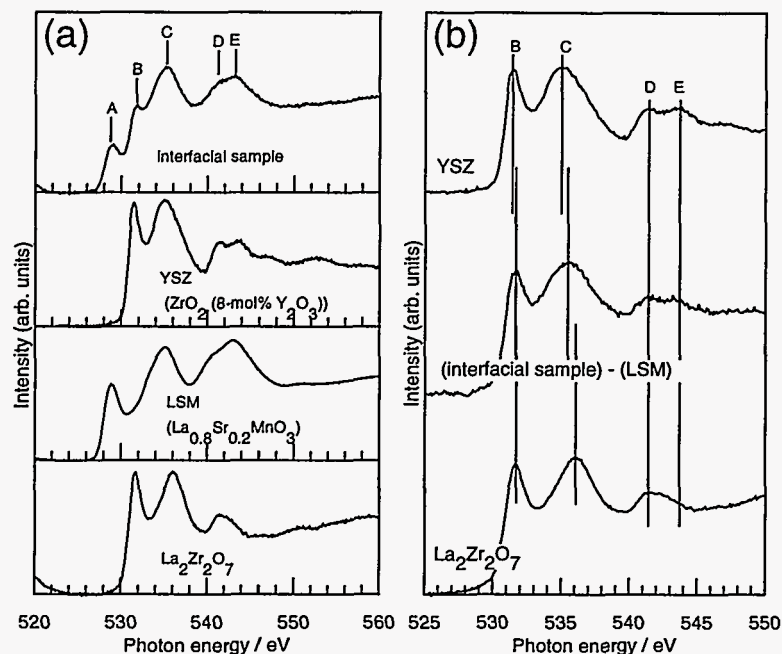 (a)
A
B
C
D E
Interfacial sample
YSZ
(ZrO2 (8-mol% Y2O3))
LSM
(La0.8Sr0.2MnO3)
La2Zr2O7
Intensity (arb. units)
520 530 540 550 560
Photon energy / eV
(b)
B
C
D
E
YSZ
(interfacial sample) - (LSM)
La2Zr2O7
Intensity (arb. units)
525 530 535 540 545 550
Photon energy / eV